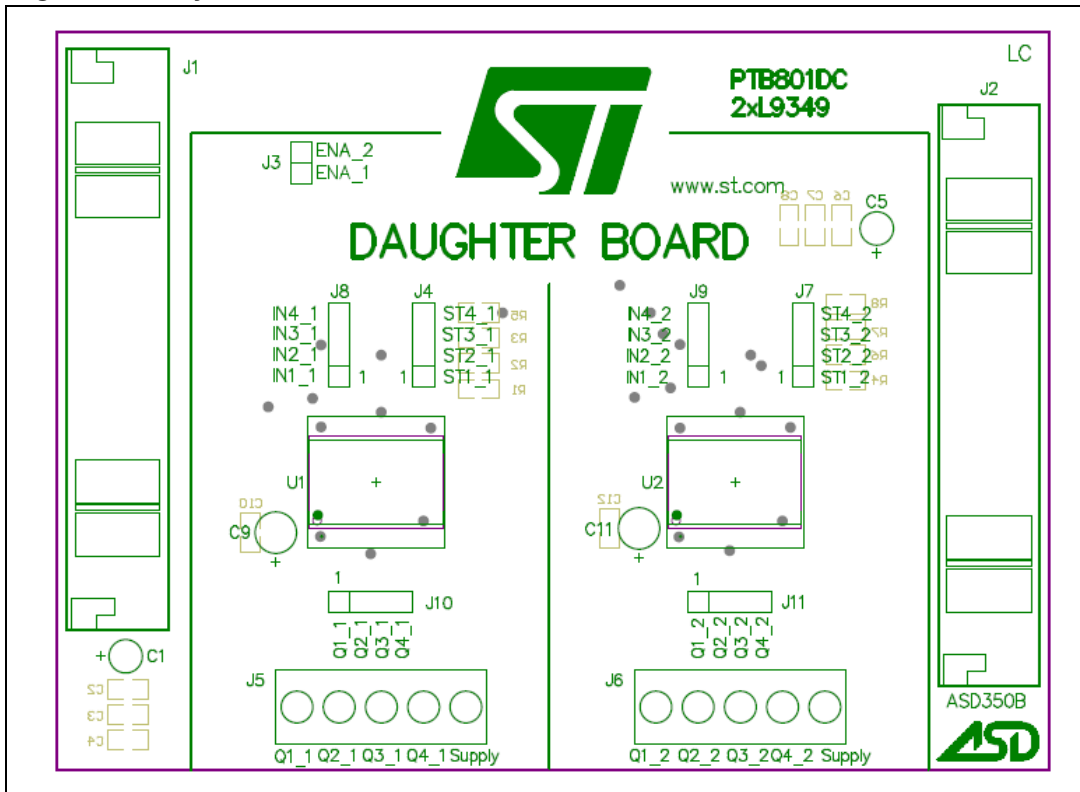 LC
J1
PTB801DC
2xL9349
J2
ST
J3
ENA_2
ENA_1
www.st.com
C8 C7 C6 C5
DAUGHTER BOARD
J8 J4 J9 J7
IN4_1 ST4_1 R5 IN4_2 ST4_2 R8
IN3_1 ST3_1 R3 IN3_2 ST3_2 R7
IN2_1 ST2_1 R2 IN2_2 ST2_2 R6
IN1_1 1 1 ST1_1 R1 IN1_2 1 1 ST1_2 R4
U1 U2
C10 C12
C9 C11
1 1
J10 J11
Q1_1 Q2_1 Q3_1 Q4_1 Q1_2 Q2_2 Q3_2 Q4_2
C1
C2
C3
C4
J5 J6
ASD350B
ASD
Q1_1 Q2_1 Q3_1 Q4_1 Supply Q1_2 Q2_2 Q3_2 Q4_2 Supply